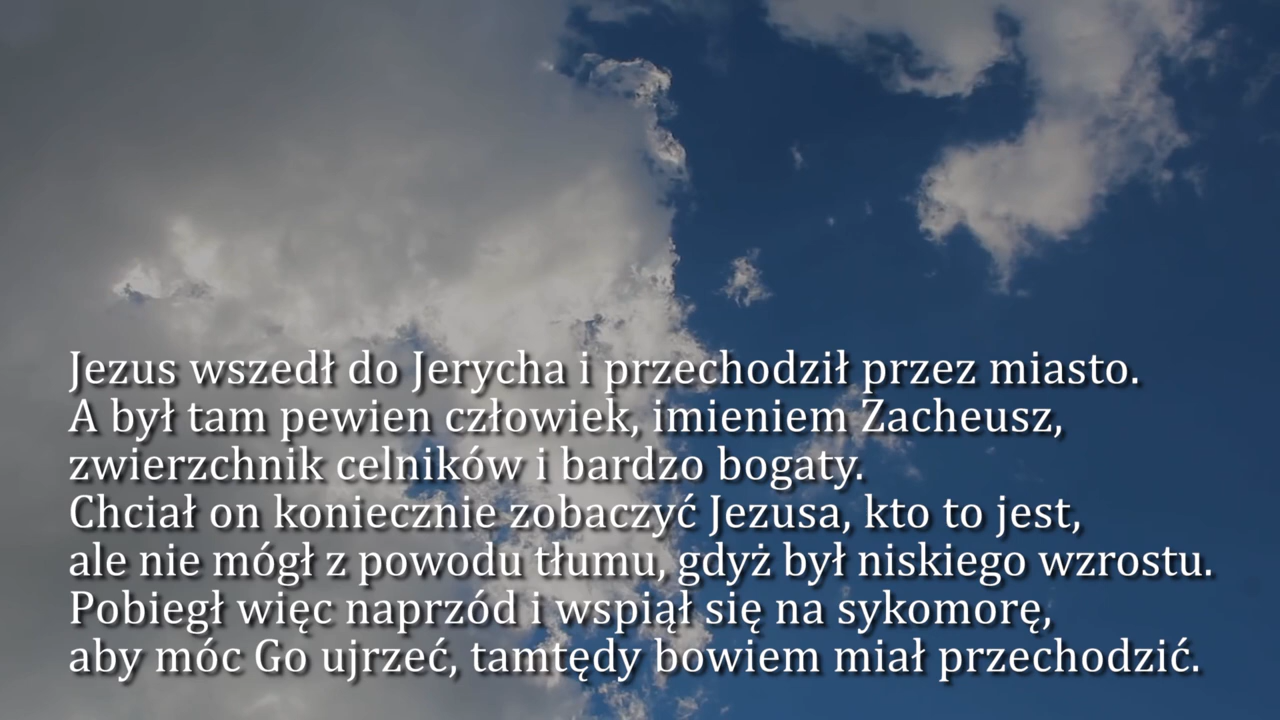 Jezus wszedł do Jerycha i przechodził przez miasto.
A był tam pewien człowiek, imieniem Zacheusz,
zwierzchnik celników i bardzo bogaty.
Chciał on koniecznie zobaczyć Jezusa, kto to jest,
ale nie mógł z powodu tłumu, gdyż był niskiego wzrostu.
Pobiegł więc naprzód i wspiął się na sykomorę,
aby móc Go ujrzeć, tamtędy bowiem miał przechodzić.